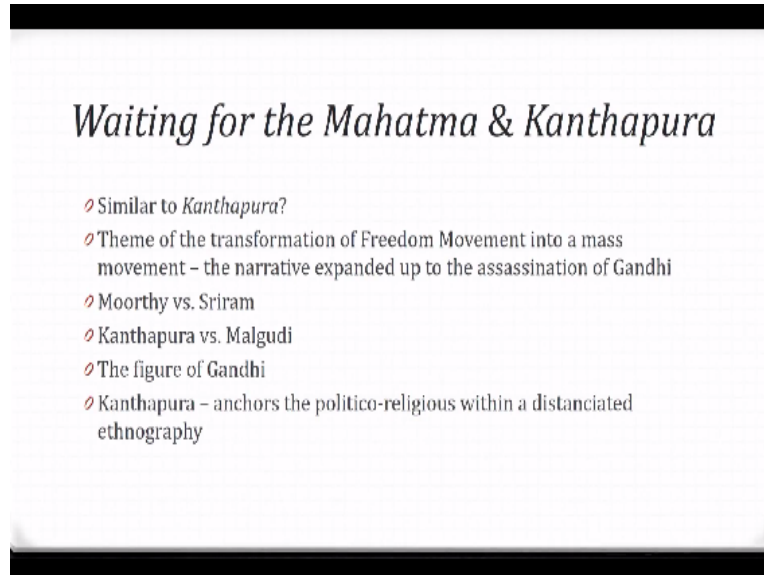 Waiting for the Mahatma & Kanthapura
Similar to Kanthapura?
Theme of the transformation of Freedom Movement into a mass
movement – the narrative expanded up to the assassination of Gandhi
Moorthy vs. Sriram
Kanthapura vs. Malgudi
The figure of Gandhi
Kanthapura – anchors the politico-religious within a distanciated
ethnography